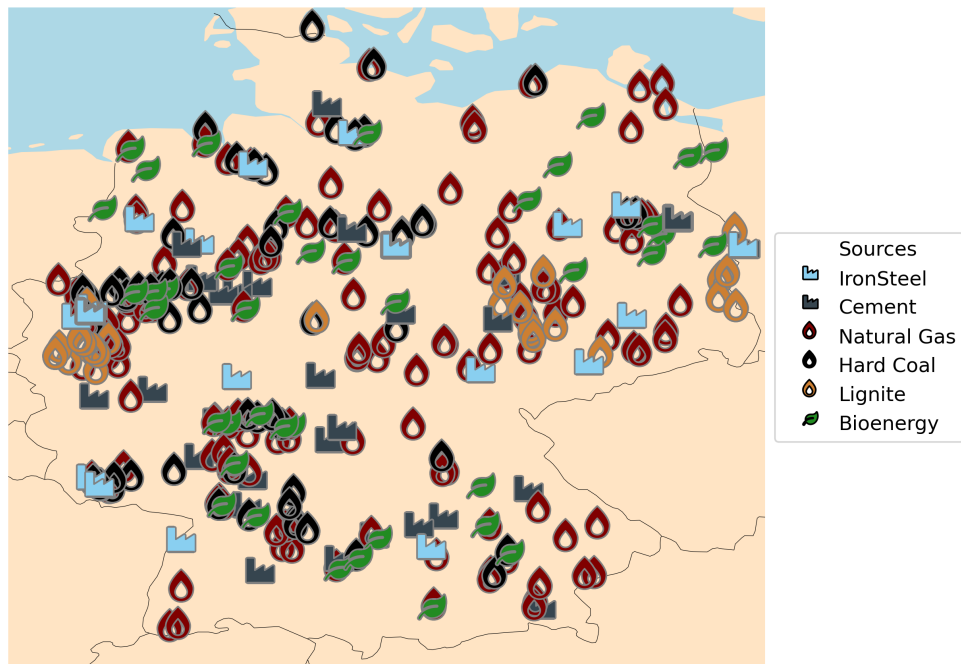 Sources
IronSteel
Cement
Natural Gas
Hard Coal
Lignite
Bioenergy